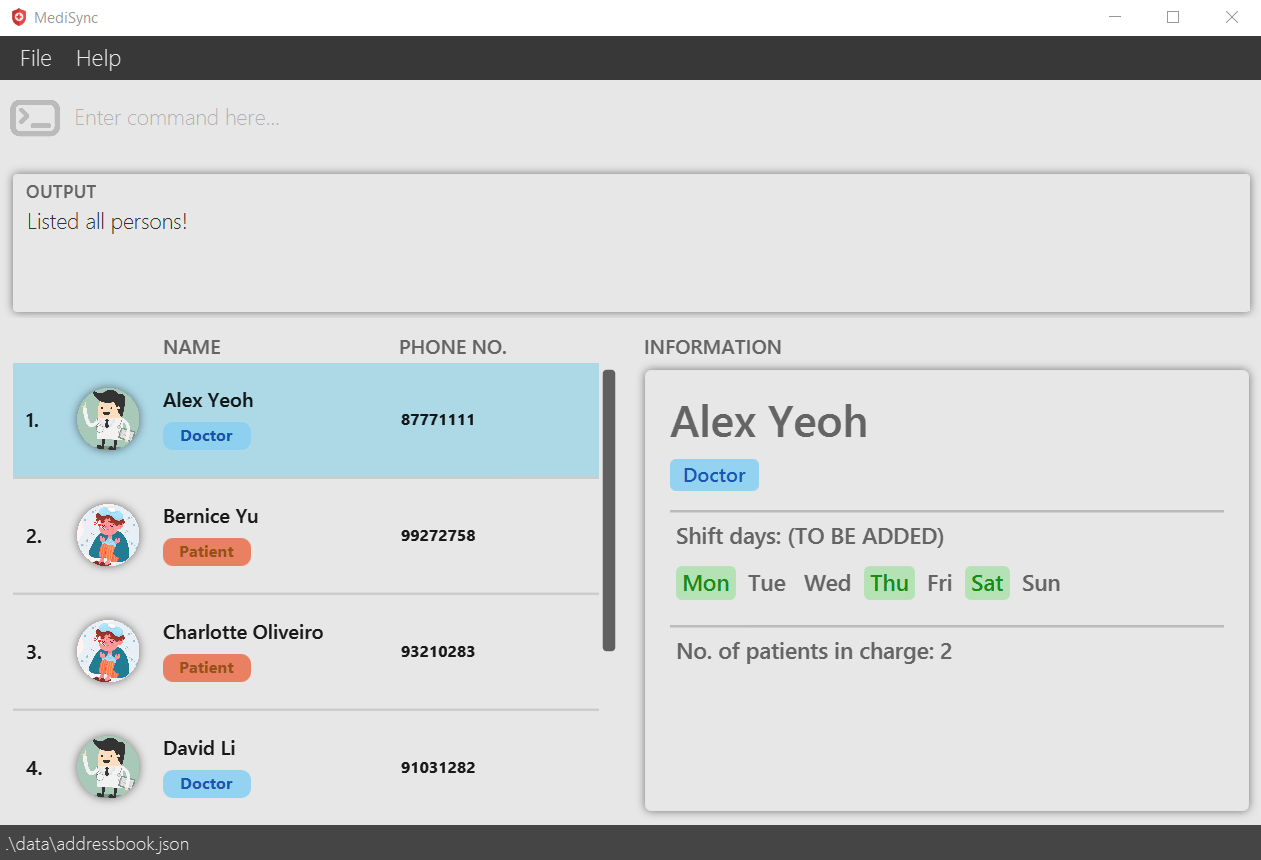 MediSync
File Help
Enter command here...
OUTPUT
Listed all persons!
NAME PHONE NO.
1. Alex Yeoh 87771111
Doctor
2. Bernice Yu 99272758
Patient
3. Charlotte Oliveiro 93210283
Patient
4. David Li 91031282
Doctor
INFORMATION
Alex Yeoh
Doctor
Shift days: (TO BE ADDED)
Mon Tue Wed Thu Fri Sat Sun
No. of patients in charge: 2
.\data\addressbook.json